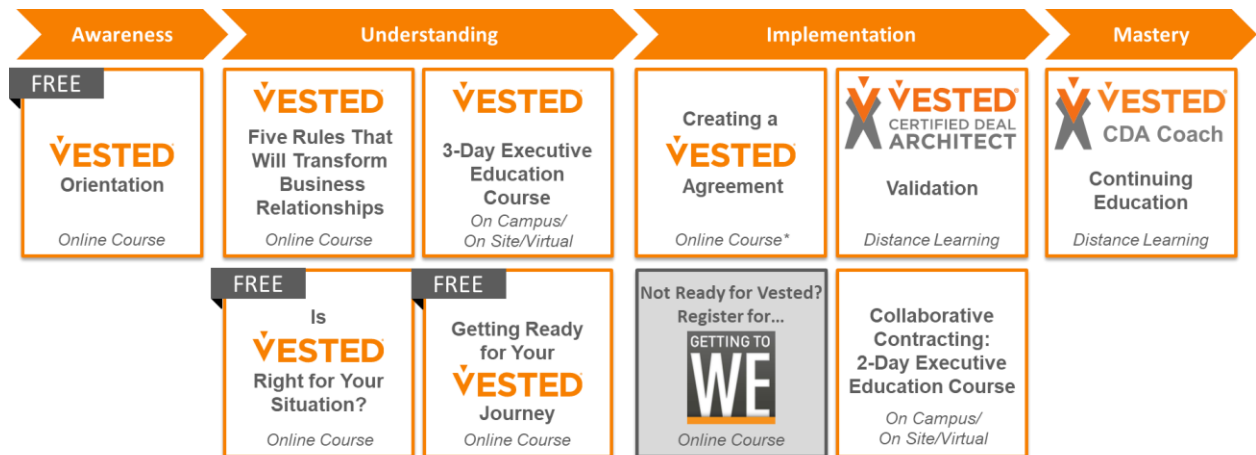 Awareness
Understanding
Implementation
Mastery
FREE
VESTED
Orientation
Online Course
VESTED
Five Rules That
Will Transform
Business
Relationships
Online Course
VESTED
3-Day Executive
Education
Course
On Campus/
On Site/Virtual
Creating a
VESTED
Agreement
Online Course*
VESTED®
CERTIFIED DEAL
ARCHITECT
Validation
Distance Learning
VESTED®
CDA Coach
Continuing
Education
Distance Learning
FREE
Is
VESTED
Right for Your
Situation?
Online Course
FREE
Getting Ready
for Your
VESTED
Journey
Online Course
Not Ready for Vested?
Register for...
GETTING TO
WE
Online Course
Collaborative
Contracting:
2-Day Executive
Education Course
On Campus/
On Site/Virtual